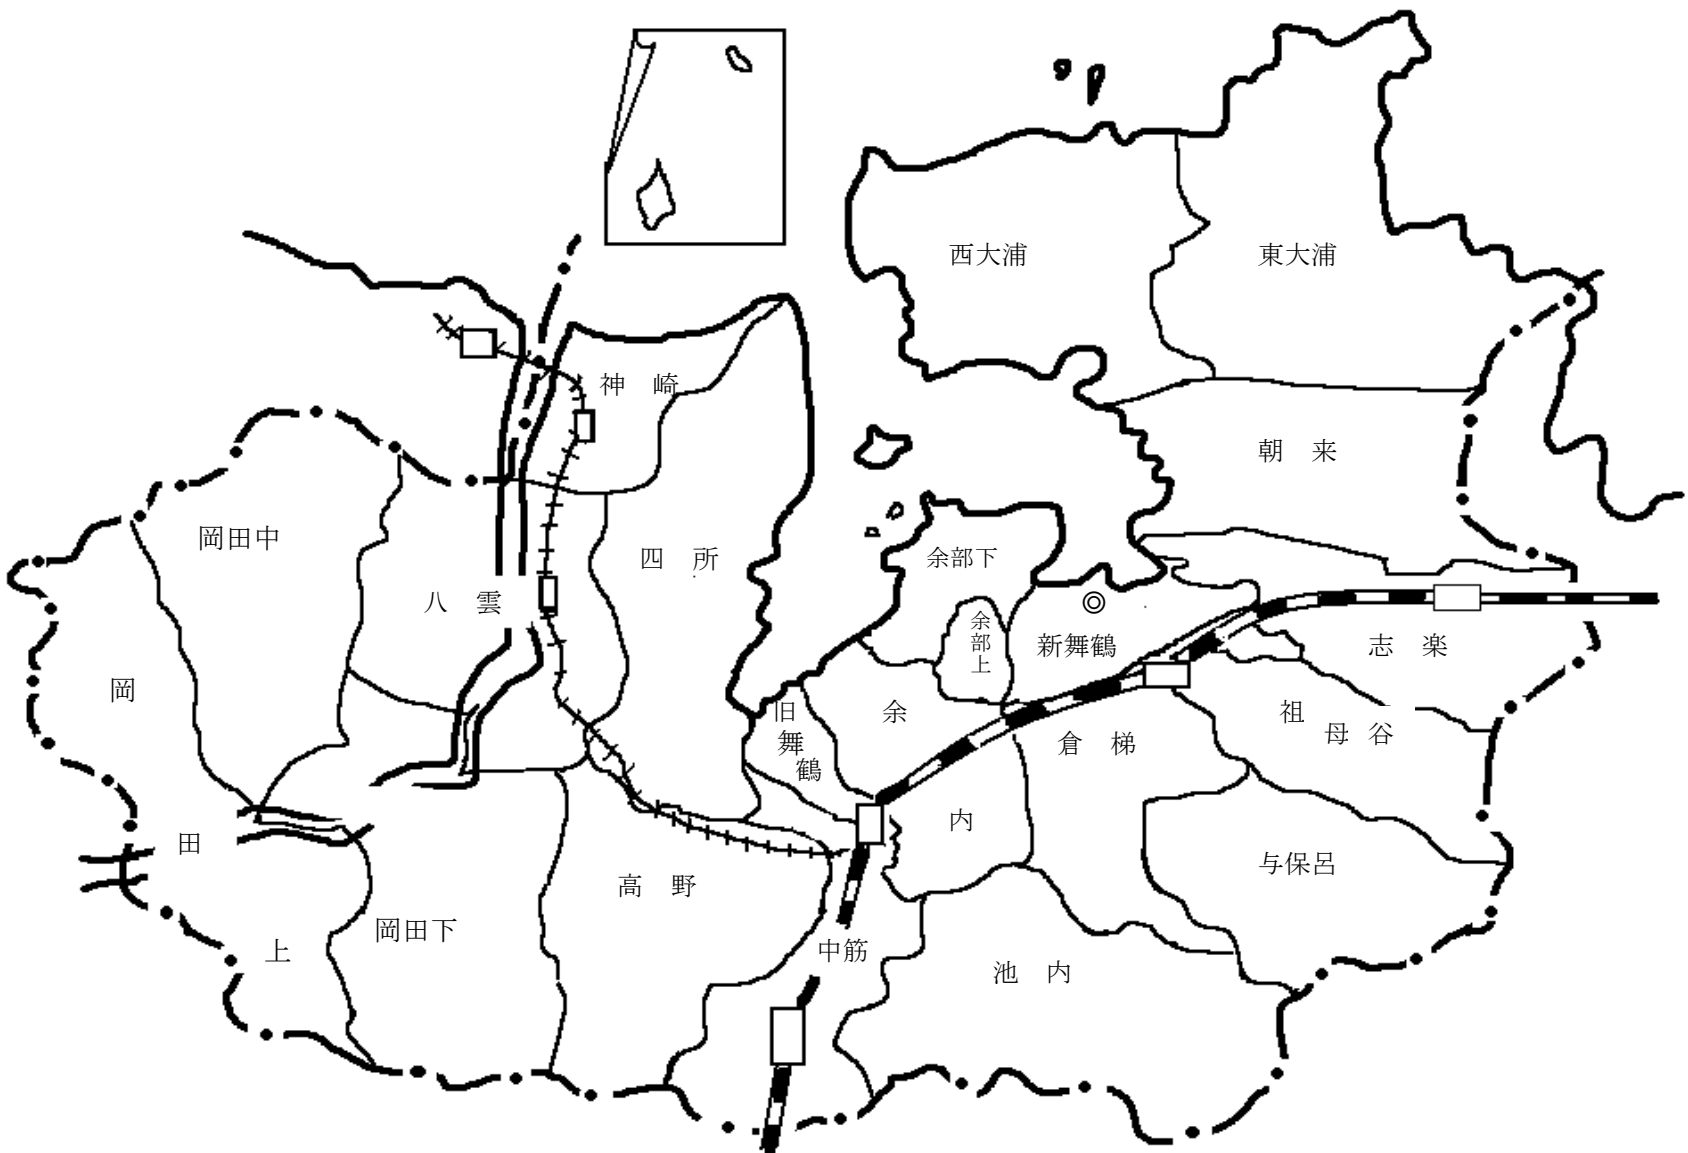 西大浦
東大浦
神崎
朝来
岡田中
四所
余部下
八雲
余部上
新舞鶴
志楽
岡田上
旧舞鶴
余内
倉梯
祖母谷
与保呂
高野
岡田下
中筋
池内